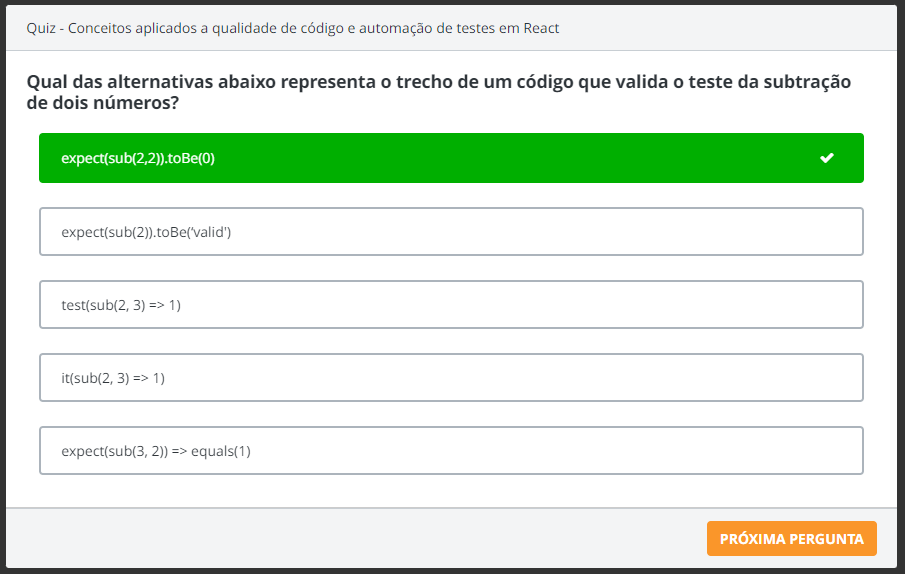 Quiz - Conceitos aplicados a qualidade de código e automação de testes em React
Qual das alternativas abaixo representa o trecho de um código que valida o teste da subtração
de dois números?
expect(sub(2,2)).toBe(0)
expect(sub(2)).toBe(‘valid’)
test(sub(2, 3) => 1)
it(sub(2, 3) => 1)
expect(sub(3, 2)) => equals(1)
PRÓXIMA PERGUNTA